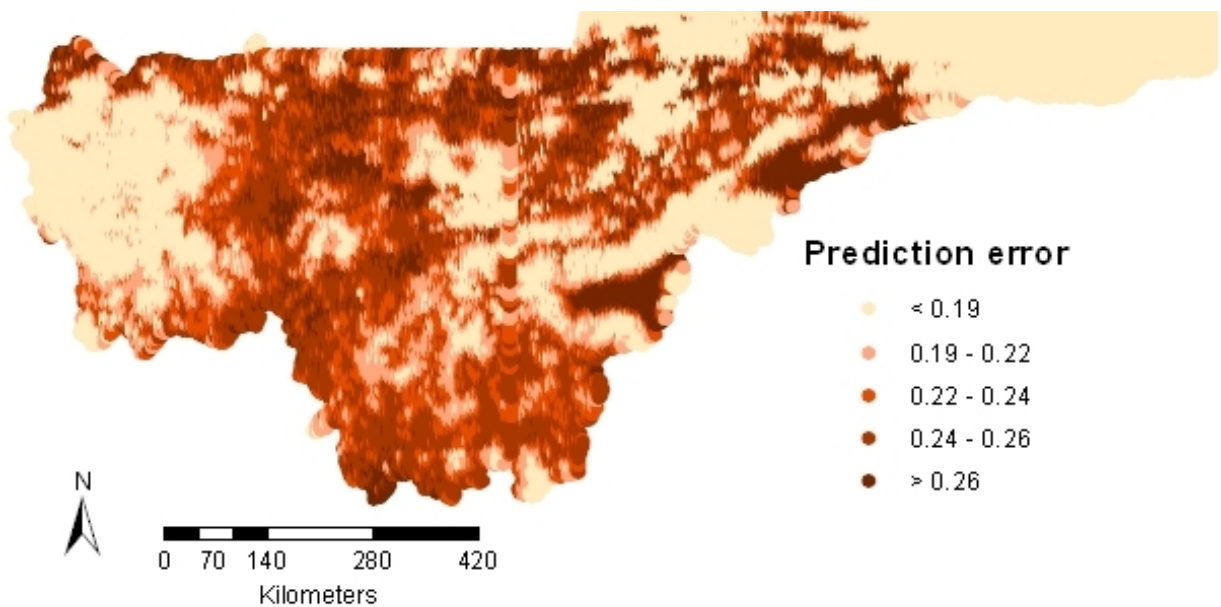 Prediction error
< 0.19
0.19 - 0.22
0.22 - 0.24
0.24 - 0.26
> 0.26
N
0 70 140 280 420
Kilometers